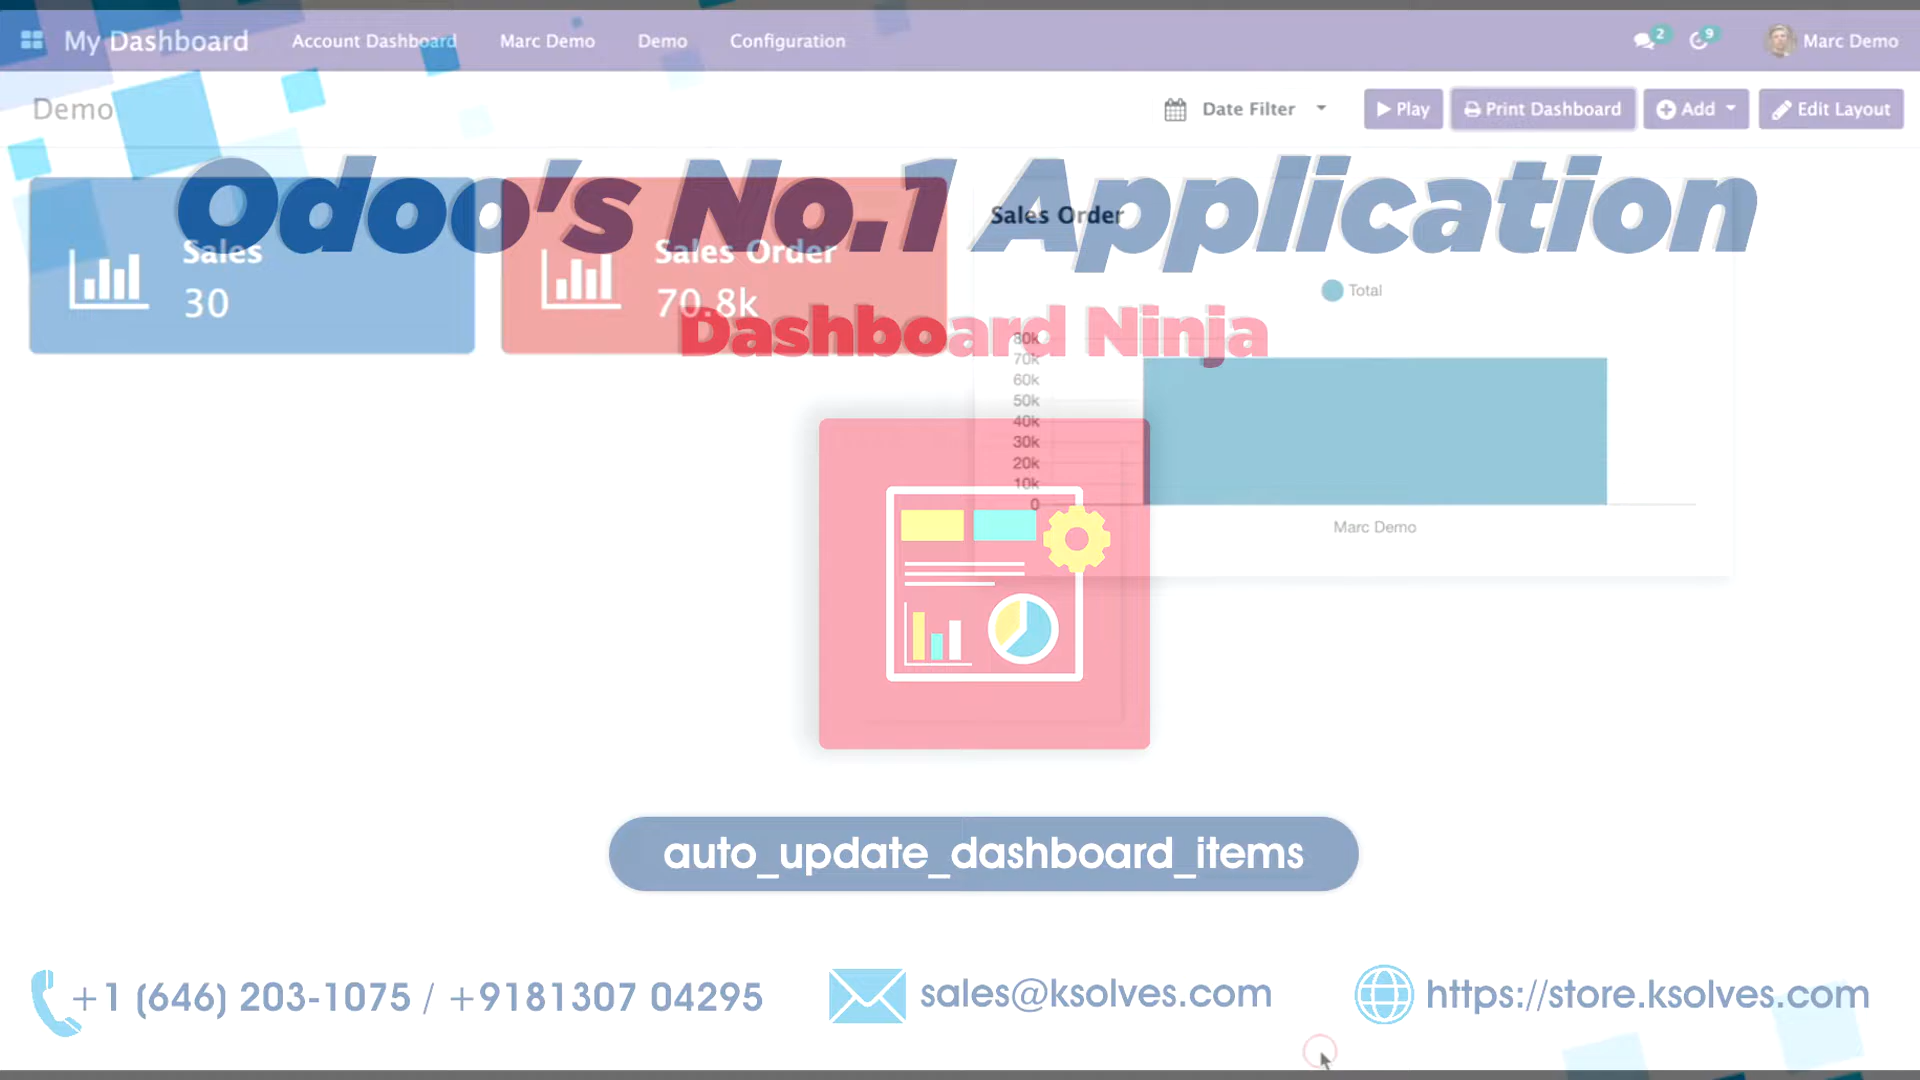 My Dashboard Account Dashboard Marc Demo Demo Configuration 2 9 Marc Demo
Demo Date Filter Play Print Dashboard Add Edit Layout
Odoo's No.1 Application
Sales
30
Sales Order
70.8k
Sales Order
Total
Dashboard Ninja
80k
70k
60k
50k
40k
30k
20k
10k
0
Marc Demo
auto_update_dashboard_items
+1 (646) 203-1075 / +9181307 04295 sales@ksolves.com https://store.ksolves.com